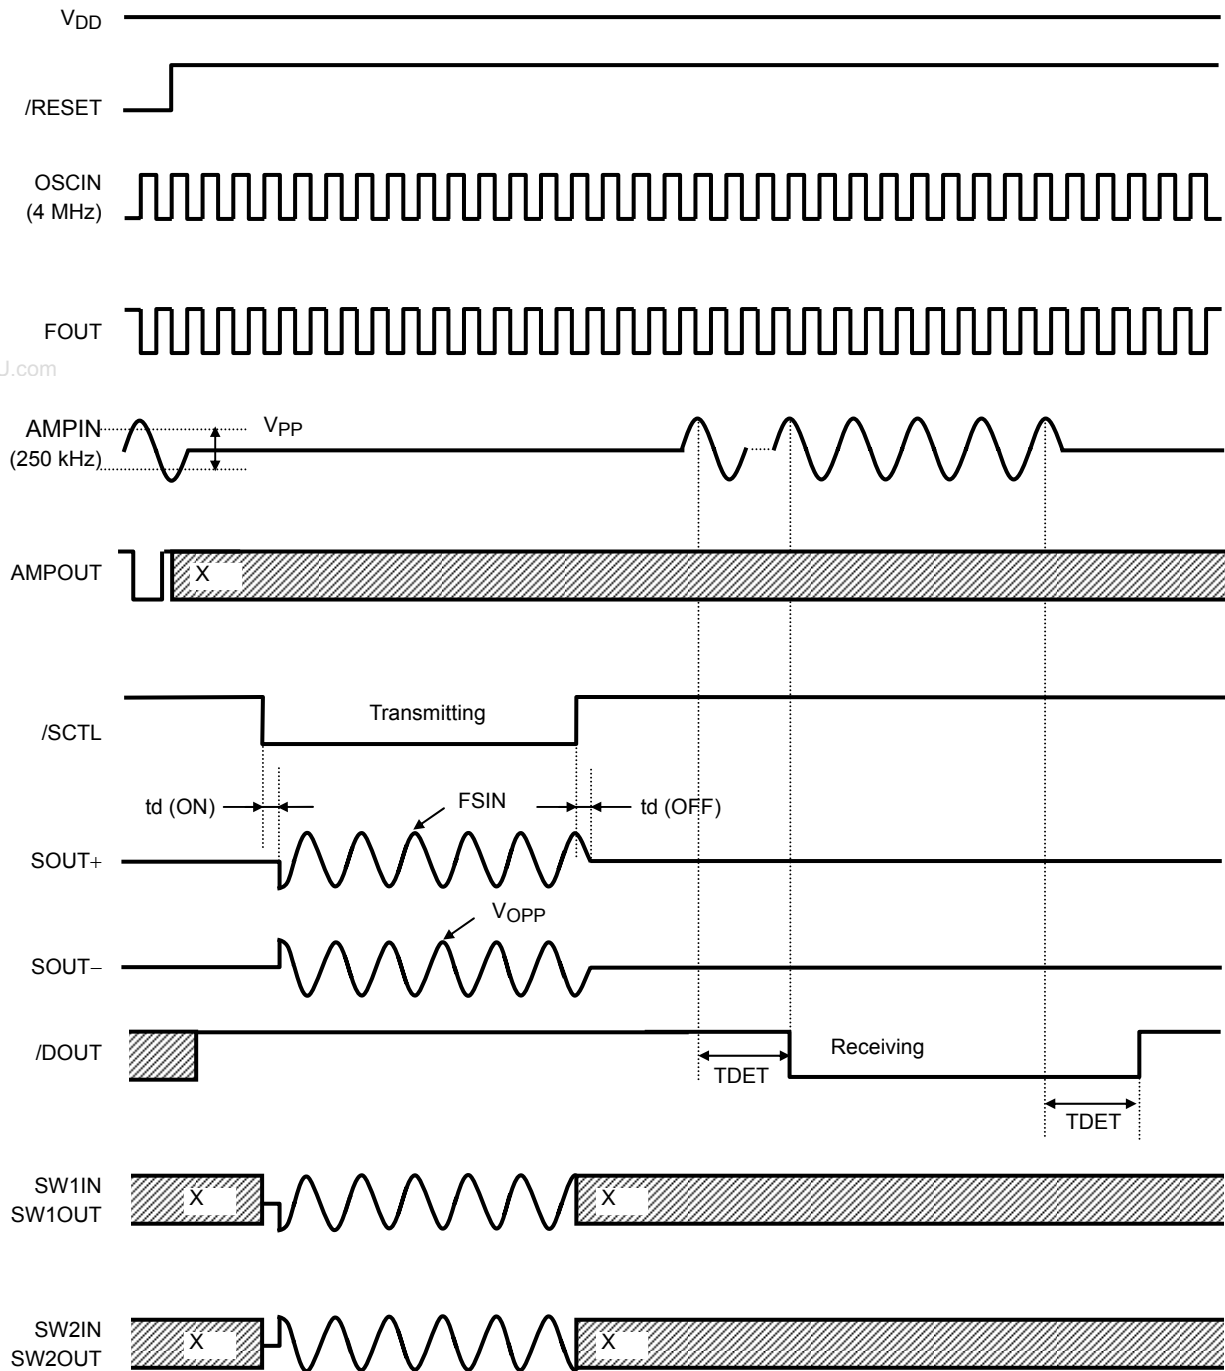 VDD
/RESET
OSCIN
(4 MHz)
FOUT
U.com
AMPIN
(250 kHz)
VPP
AMPOUT
X
/SCTL
Transmitting
td (ON)
FSIN
td (OFF)
SOUT+
VOPP
SOUT−
/DOUT
Receiving
TDET
TDET
SW1IN
SW1OUT
X
X
SW2IN
SW2OUT
X
X